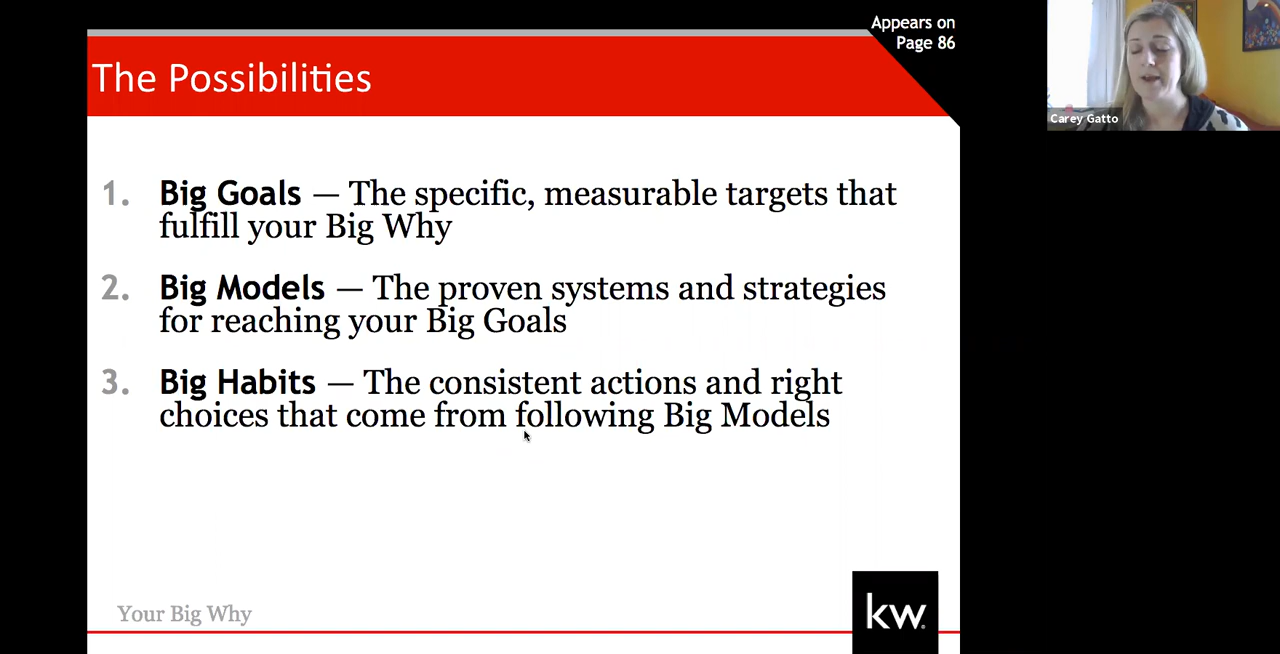 Appears on
Page 86
The Possibilities
Carey Gatto
1. Big Goals — The specific, measurable targets that
fulfill your Big Why
2. Big Models — The proven systems and strategies
for reaching your Big Goals
3. Big Habits — The consistent actions and right
choices that come from following Big Models
Your Big Why
kw.